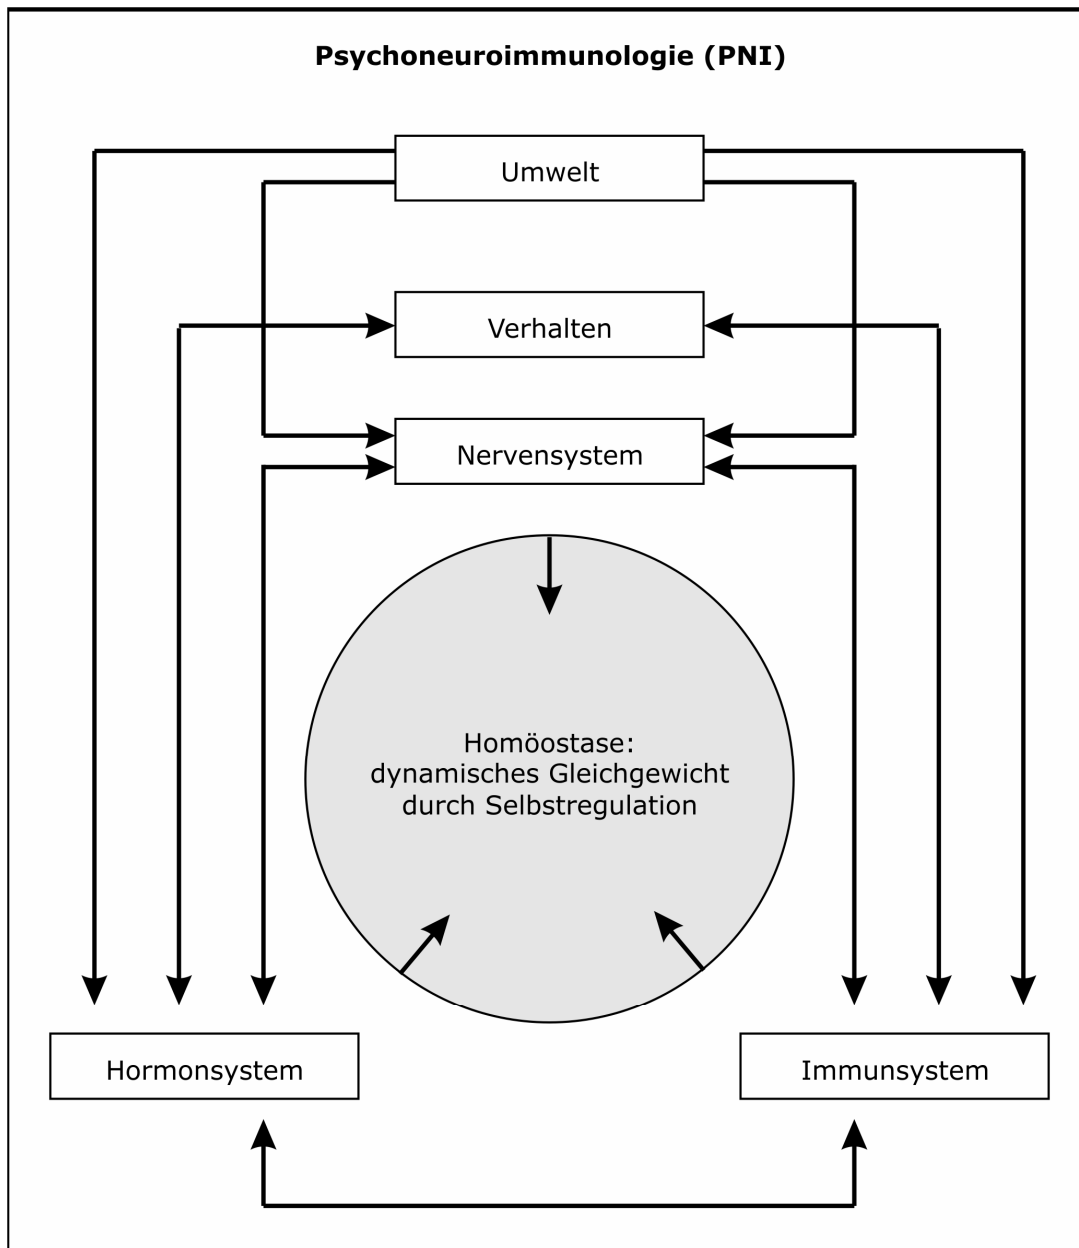 Psychoneuroimmunologie (PNI)
Umwelt
Verhalten
Nervensystem
Homöostase:
dynamisches Gleichgewicht
durch Selbstregulation
Hormonsystem
Immunsystem